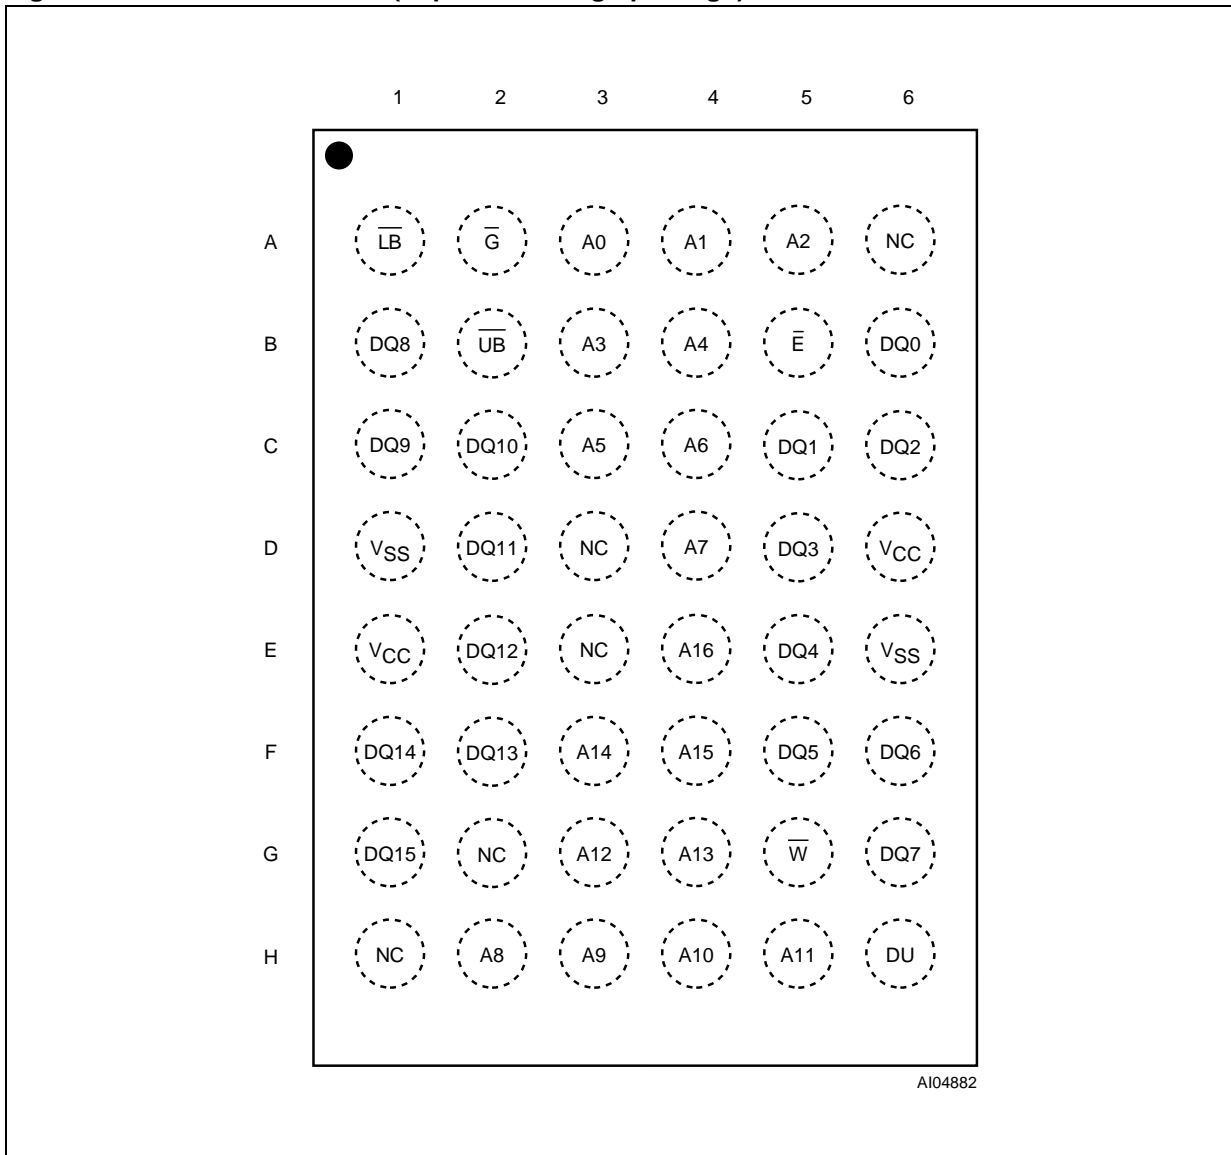 1 2 3 4 5 6
A L̅B̅ G̅ A0 A1 A2 NC
B DQ8 U̅B̅ A3 A4 E̅ DQ0
C DQ9 DQ10 A5 A6 DQ1 DQ2
D VSS DQ11 NC A7 DQ3 VCC
E VCC DQ12 NC A16 DQ4 VSS
F DQ14 DQ13 A14 A15 DQ5 DQ6
G DQ15 NC A12 A13 W̅ DQ7
H NC A8 A9 A10 A11 DU
AI04882